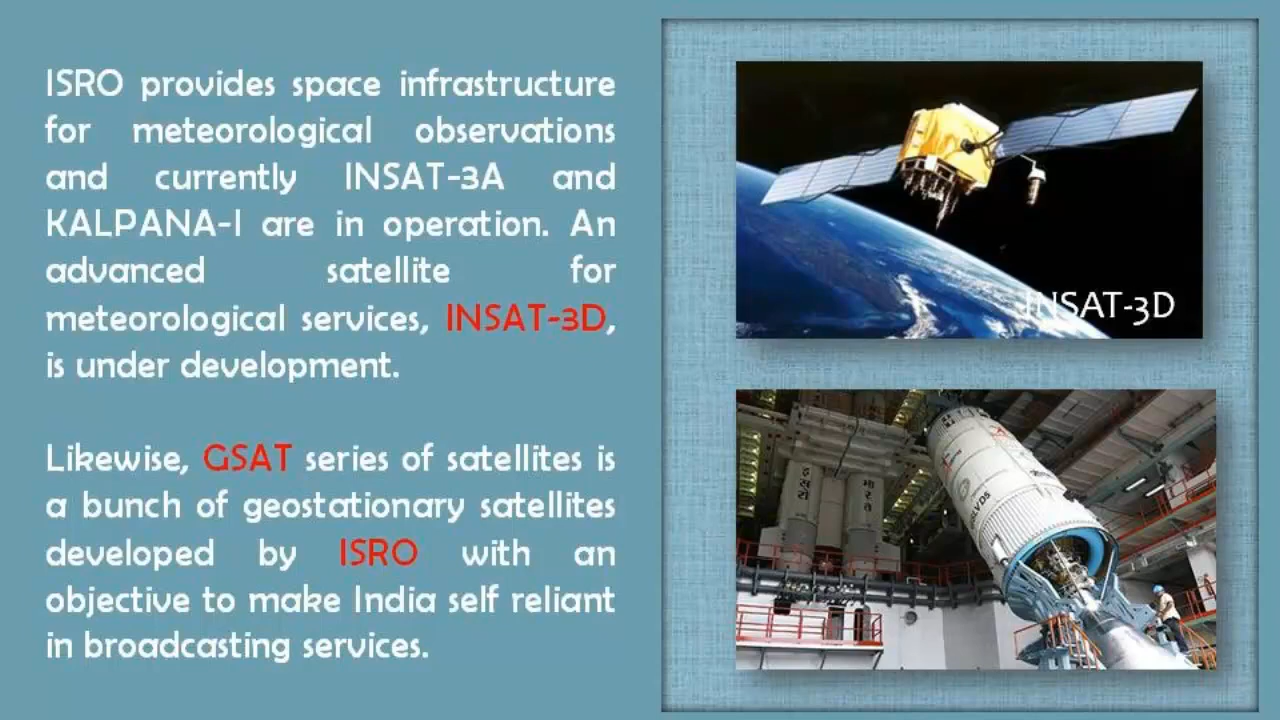 ISRO provides space infrastructure
for meteorological observations
and currently INSAT-3A and
KALPANA-I are in operation. An
advanced satellite for
meteorological services, INSAT-3D,
is under development.
Likewise, GSAT series of satellites is
a bunch of geostationary satellites
developed by ISRO with an
objective to make India self reliant
in broadcasting services.
INSAT-3D
इसरो
भारत